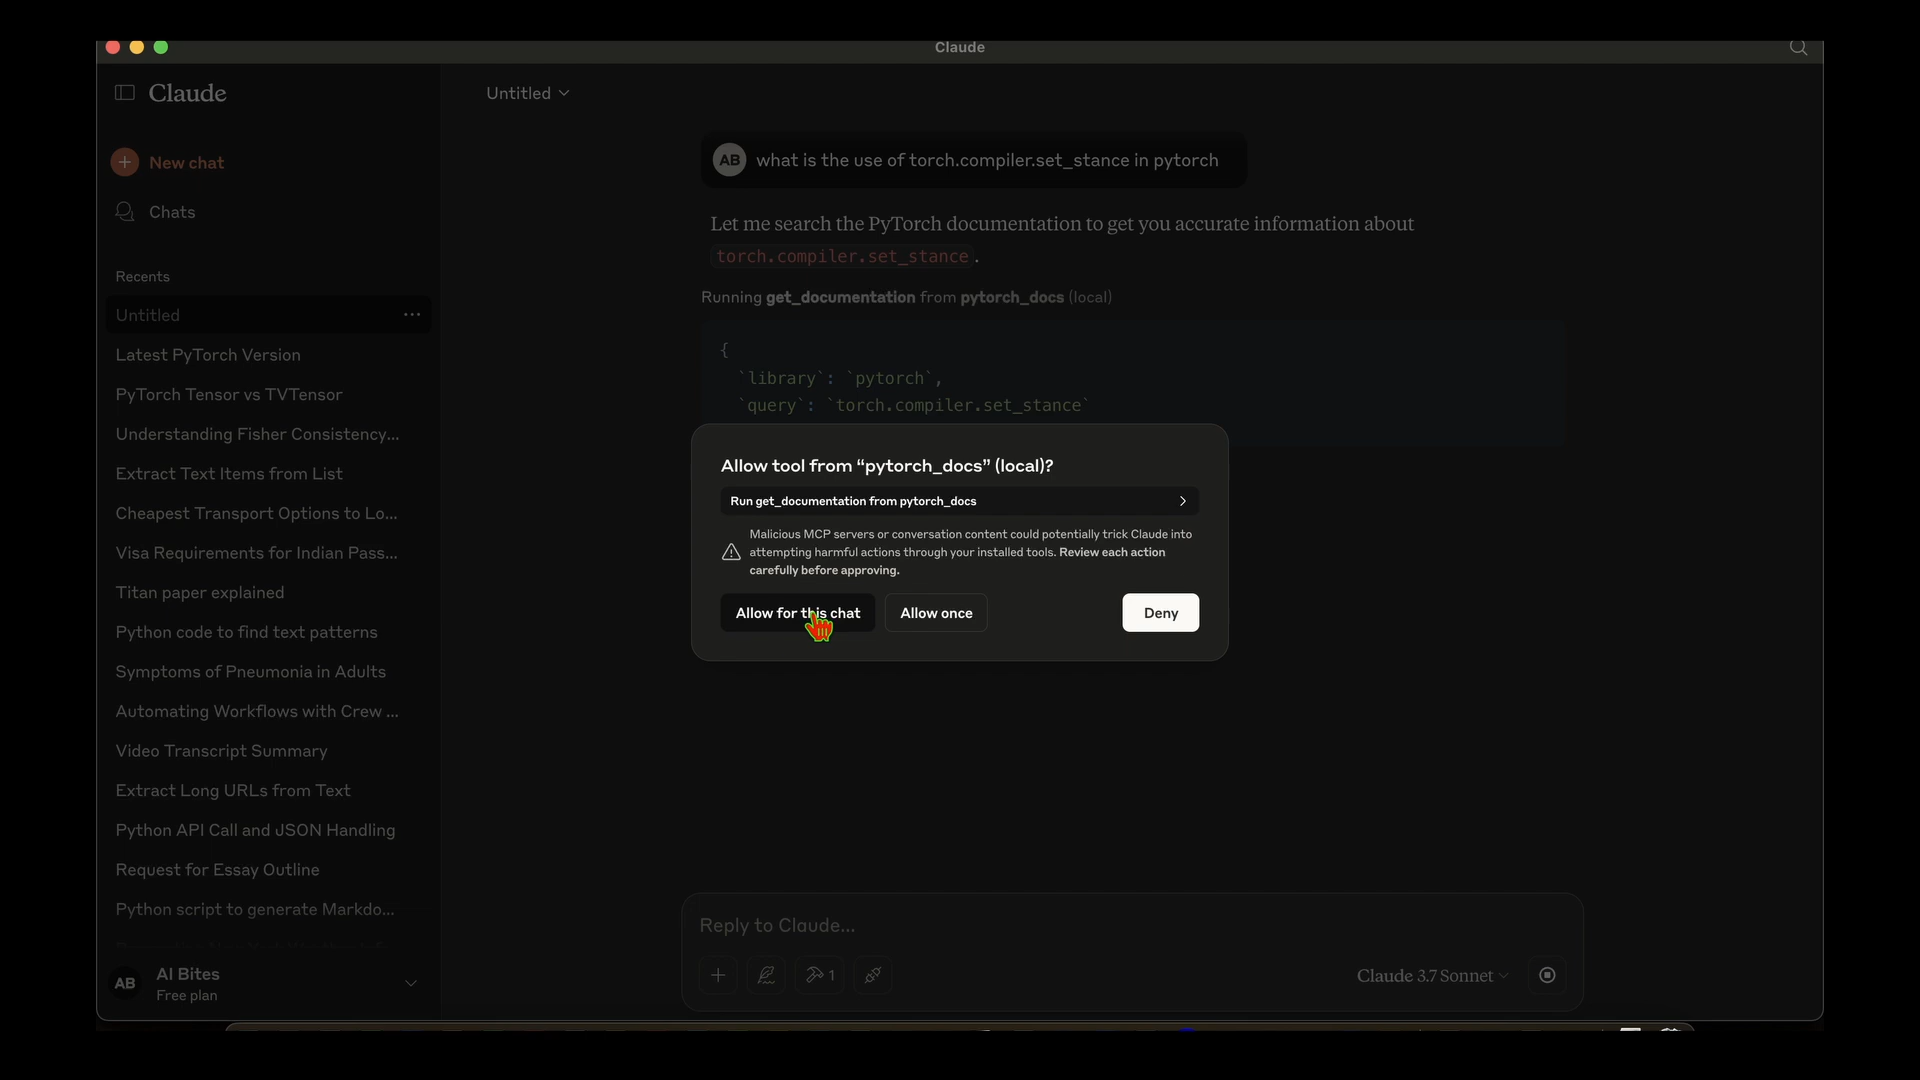 Claude
Claude
Untitled
New chat
Chats
Recents
Untitled
Latest PyTorch Version
PyTorch Tensor vs TVTensor
Understanding Fisher Consistency...
Extract Text Items from List
Cheapest Transport Options to Lo...
Visa Requirements for Indian Pass...
Titan paper explained
Python code to find text patterns
Symptoms of Pneumonia in Adults
Automating Workflows with Crew ...
Video Transcript Summary
Extract Long URLs from Text
Python API Call and JSON Handling
Request for Essay Outline
Python script to generate Markdo...
AB
AI Bites
Free plan
AB what is the use of torch.compiler.set_stance in pytorch
Let me search the PyTorch documentation to get you accurate information about
torch.compiler.set_stance.
Running get_documentation from pytorch_docs (local)
{
`library`: `pytorch`,
`query`: `torch.compiler.set_stance`
Allow tool from “pytorch_docs” (local)?
Run get_documentation from pytorch_docs
Malicious MCP servers or conversation content could potentially trick Claude into
attempting harmful actions through your installed tools. Review each action
carefully before approving.
Allow for this chat Allow once Deny
Reply to Claude...
1
Claude 3.7 Sonnet